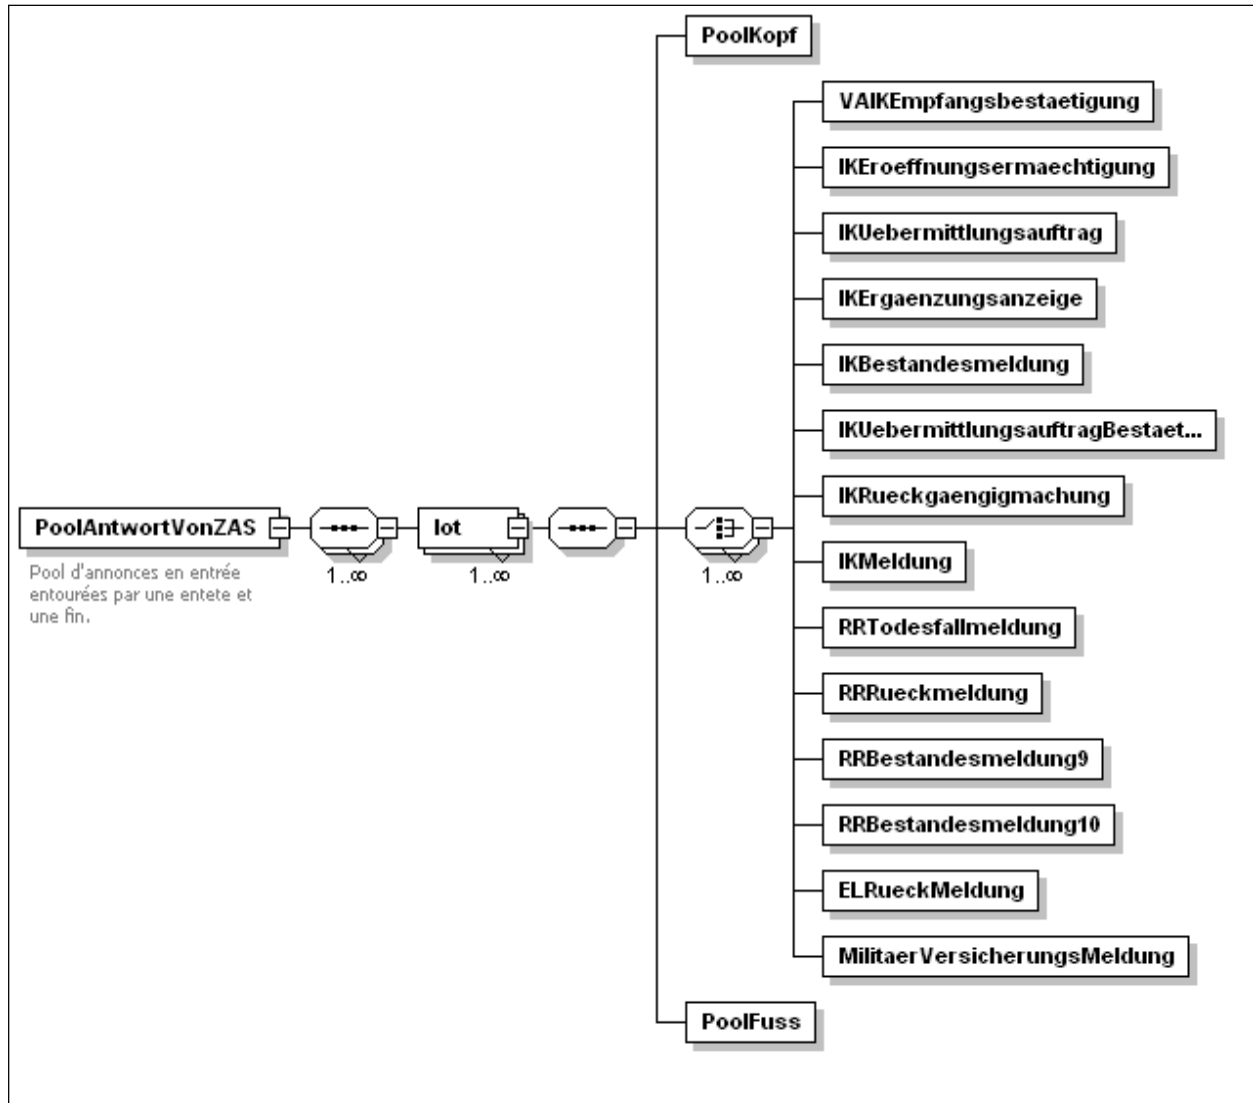 PoolKopf
VAIKEmpfangsbestaetigung
IKEroeffnungsermaechtigung
IKUebermittlungsauftrag
IKErgaenzungsanzeige
IKBestandesmeldung
IKUebermittlungsauftragBestaet...
IKRueckgaengigmachung
PoolAntwortVonZAS
lot
Pool d'annonces en entrée
entourées par une entete et
une fin.
1..∞
1..∞
1..∞
IKMeldung
RRTodesfallmeldung
RRRueckmeldung
RRBestandesmeldung9
RRBestandesmeldung10
ELRueckMeldung
MilitaerVersicherungsMeldung
PoolFuss